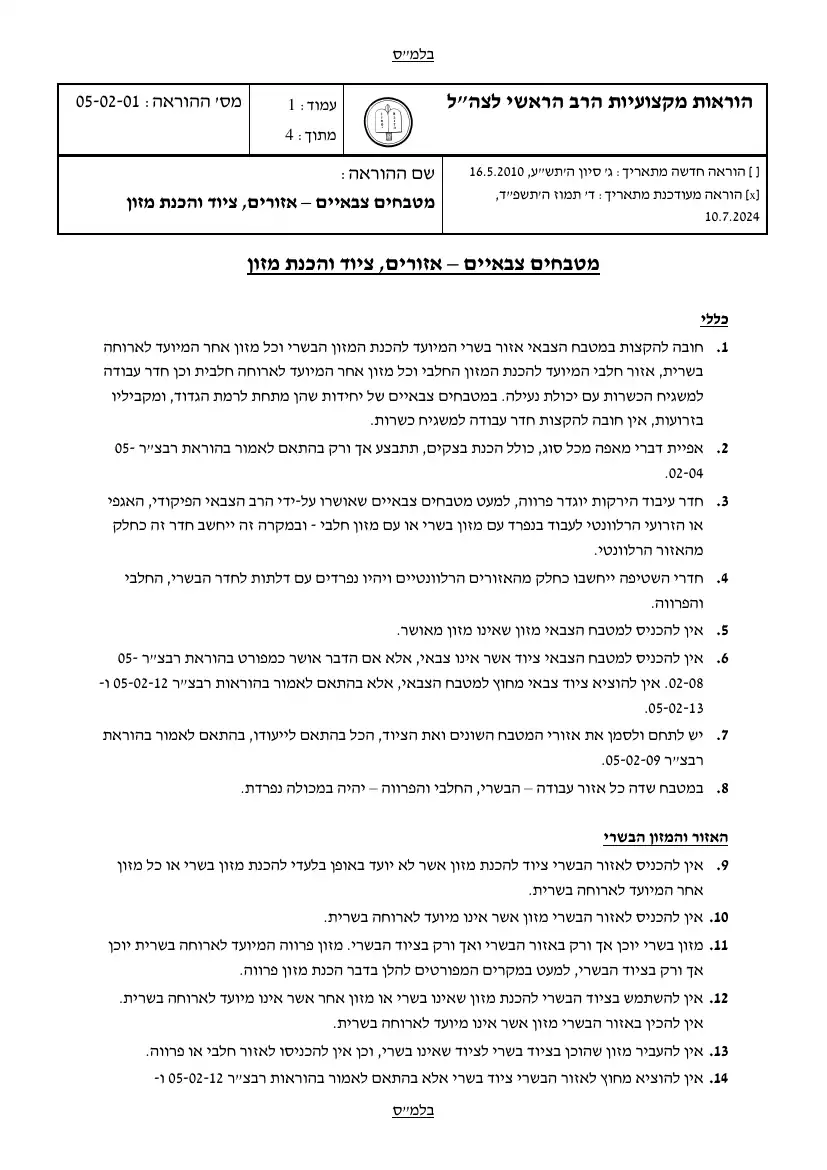 בלמ״ס
הוראות מקצועיות הרב הראשי לצה״ל
עמוד : 1
מתוך : 4
מס׳ ההוראה : 05-02-01
[ ] הוראה חדשה מתאריך : ג׳ סיון ה׳תש״ע, 16.5.2010
[x] הוראה מעודכנת מתאריך : ד׳ תמוז ה׳תשפ״ד,
10.7.2024
שם ההוראה :
מטבחים צבאיים – אזורים, ציוד והכנת מזון
מטבחים צבאיים – אזורים, ציוד והכנת מזון
כללי
1. חובה להקצות במטבח הצבאי אזור בשרי המיועד להכנת המזון הבשרי וכל מזון אחר המיועד לארוחה
בשרית, אזור חלבי המיועד להכנת המזון החלבי וכל מזון אחר המיועד לארוחה חלבית וכן חדר עבודה
למשגיח הכשרות עם יכולת נעילה. במטבחים צבאיים של יחידות שהן מתחת לרמת הגדוד, ומקביליו
בזרועות, אין חובה להקצות חדר עבודה למשגיח כשרות.
2. אפיית דברי מאפה מכל סוג, כולל הכנת בצקים, תתבצע אך ורק בהתאם לאמור בהוראת רבצ״ר 05-
02-04.
3. חדר עיבוד הירקות יוגדר פרווה, למעט מטבחים צבאיים שאושרו על-ידי הרב הצבאי הפיקודי, האגפי
או הזרועי הרלוונטי לעבוד בנפרד עם מזון בשרי או עם מזון חלבי - ובמקרה זה ייחשב חדר זה כחלק
מהאזור הרלוונטי.
4. חדרי השטיפה ייחשבו כחלק מהאזורים הרלוונטיים ויהיו נפרדים עם דלתות לחדר הבשרי, החלבי
והפרווה.
5. אין להכניס למטבח הצבאי מזון שאינו מזון מאושר.
6. אין להכניס למטבח הצבאי ציוד אשר אינו צבאי, אלא אם הדבר אושר כמפורט בהוראת רבצ״ר 05-
02-08. אין להוציא ציוד צבאי מחוץ למטבח הצבאי, אלא בהתאם לאמור בהוראות רבצ״ר 05-02-12 ו-
05-02-13.
7. יש לתחם ולסמן את אזורי המטבח השונים ואת הציוד, הכל בהתאם לייעודו, בהתאם לאמור בהוראת
רבצ״ר 05-02-09.
8. במטבח שדה כל אזור עבודה – הבשרי, החלבי והפרווה – יהיה במכולה נפרדת.
האזור והמזון הבשרי
9. אין להכניס לאזור הבשרי ציוד להכנת מזון אשר לא יועד באופן בלעדי להכנת מזון בשרי או כל מזון
אחר המיועד לארוחה בשרית.
10. אין להכניס לאזור הבשרי מזון אשר אינו מיועד לארוחה בשרית.
11. מזון בשרי יוכן אך ורק באזור הבשרי ואך ורק בציוד הבשרי. מזון פרווה המיועד לארוחה בשרית יוכן
אך ורק בציוד הבשרי, למעט במקרים המפורטים להלן בדבר הכנת מזון פרווה.
12. אין להשתמש בציוד הבשרי להכנת מזון שאינו בשרי או מזון אחר אשר אינו מיועד לארוחה בשרית.
אין להכין באזור הבשרי מזון אשר אינו מיועד לארוחה בשרית.
13. אין להעביר מזון שהוכן בציוד בשרי לציוד שאינו בשרי, וכן אין להכניסו לאזור חלבי או פרווה.
14. אין להוציא מחוץ לאזור הבשרי ציוד בשרי אלא בהתאם לאמור בהוראות רבצ״ר 05-02-12 ו-
בלמ״ס